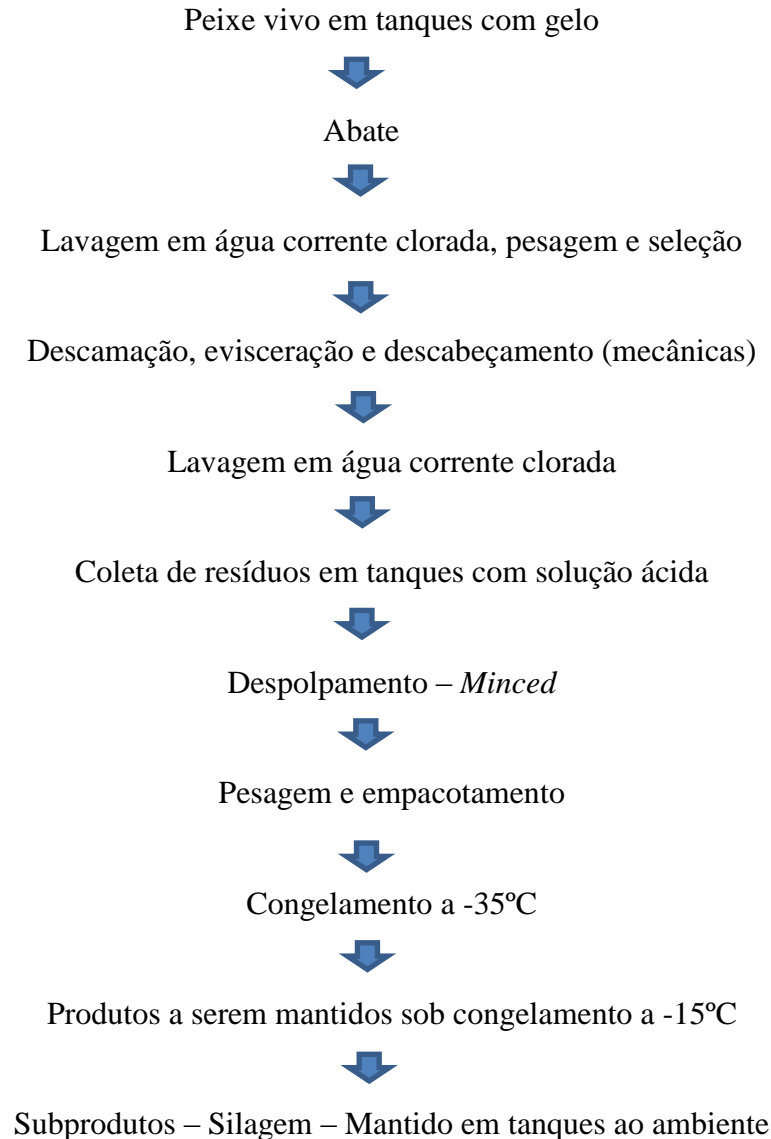 Peixe vivo em tanques com gelo
Abate
Lavagem em água corrente clorada, pesagem e seleção
Descamação, evisceração e descabeçamento (mecânicas)
Lavagem em água corrente clorada
Coleta de resíduos em tanques com solução ácida
Despolpamento – Minced
Pesagem e empacotamento
Congelamento a -35ºC
Produtos a serem mantidos sob congelamento a -15ºC
Subprodutos – Silagem – Mantido em tanques ao ambiente